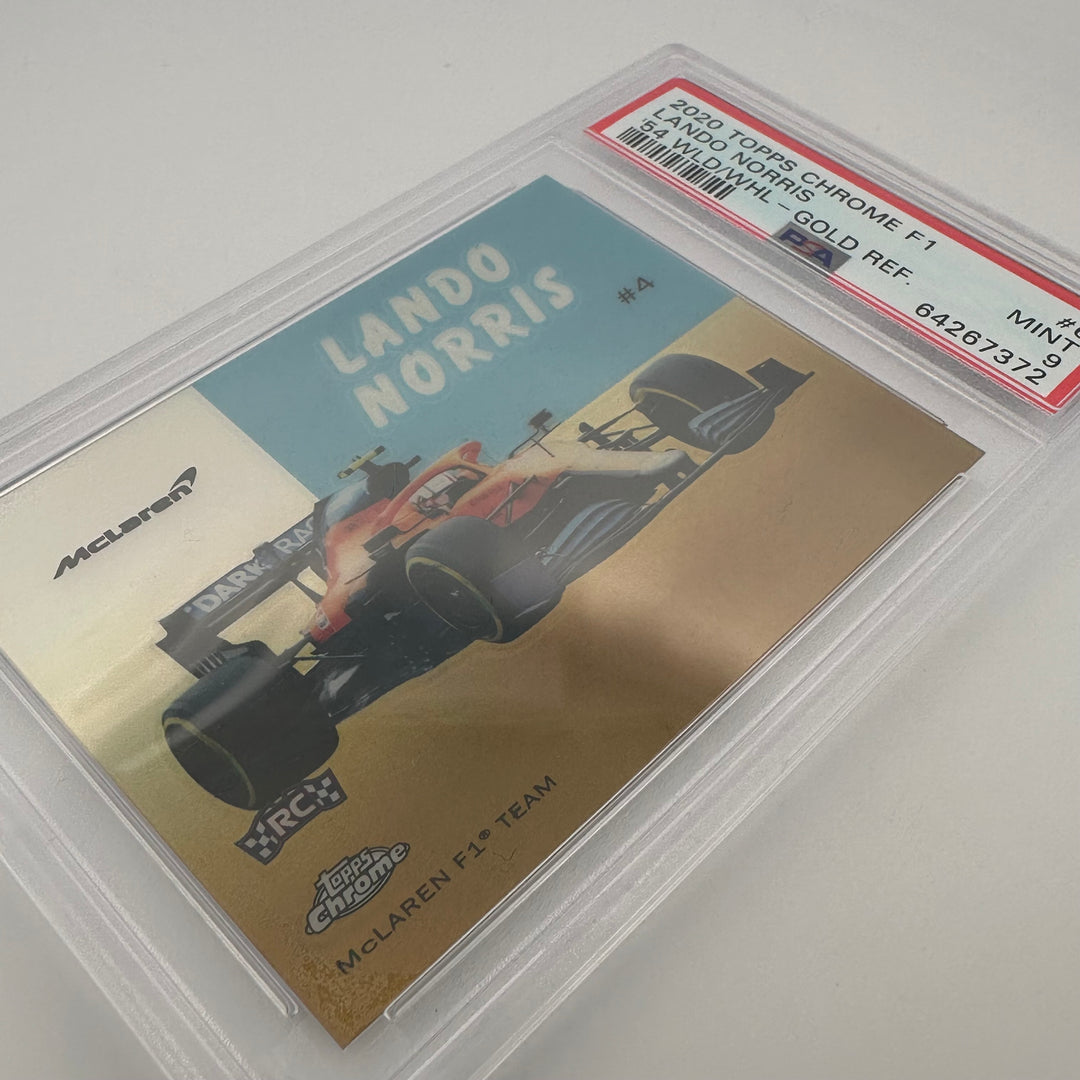 2020 TOPPS CHROME F1
LANDO NORRIS
'54 WLD/WHL - GOLD REF.
MINT
9
PSA
64267372
LANDO
NORRIS
#4
McLaren
DARK
RC
Topps
Chrome
McLAREN F1® TEAM